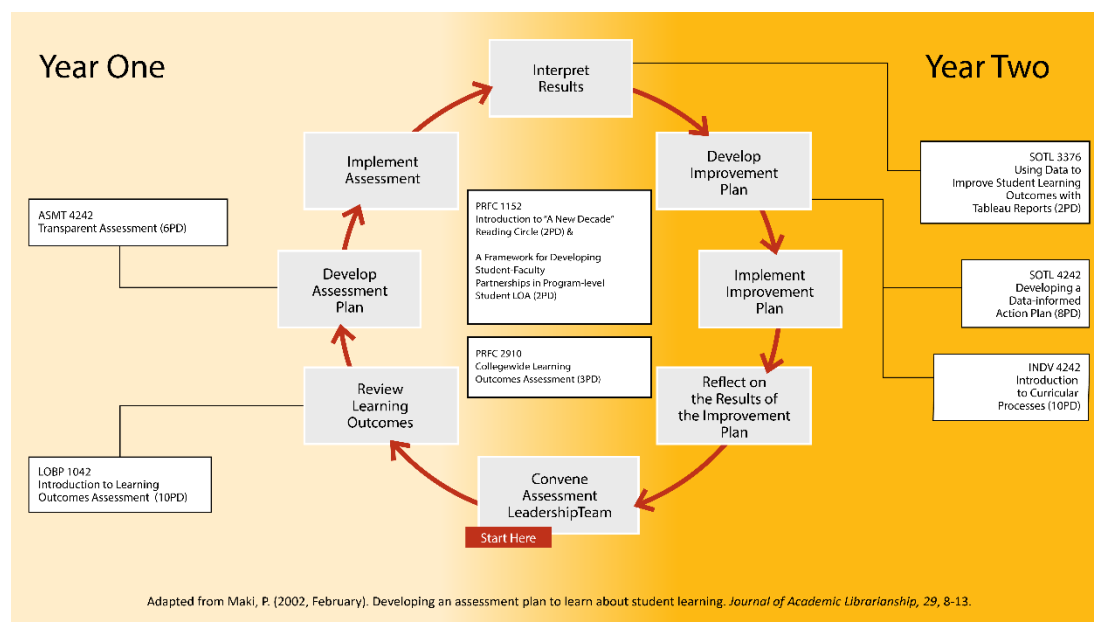 Year One
Year Two
Interpret
Results
Implement
Assessment
Develop
Improvement
Plan
SOTL 3376
Using Data to
Improve Student Learning
Outcomes with
Tableau Reports (2PD)
ASMT 4242
Transparent Assessment (6PD)
PRFC 1152
Introduction to "A New Decade"
Reading Circle (2PD) &
A Framework for Developing
Student-Faculty
Partnerships in Program-level
Student LOA (2PD)
Develop
Assessment
Plan
Implement
Improvement
Plan
SOTL 4242
Developing a
Data-informed
Action Plan (8PD)
PRFC 2910
Collegewide Learning
Outcomes Assessment (3PD)
INDV 4242
Introduction
to Curricular
Processes (10PD)
Review
Learning
Outcomes
Reflect on
the Results of
the Improvement
Plan
LOBP 1042
Introduction to Learning
Outcomes Assessment (10PD)
Convene
Assessment
LeadershipTeam
Start Here
Adapted from Maki, P. (2002, February). Developing an assessment plan to learn about student learning. Journal of Academic Librarianship, 29, 8-13.